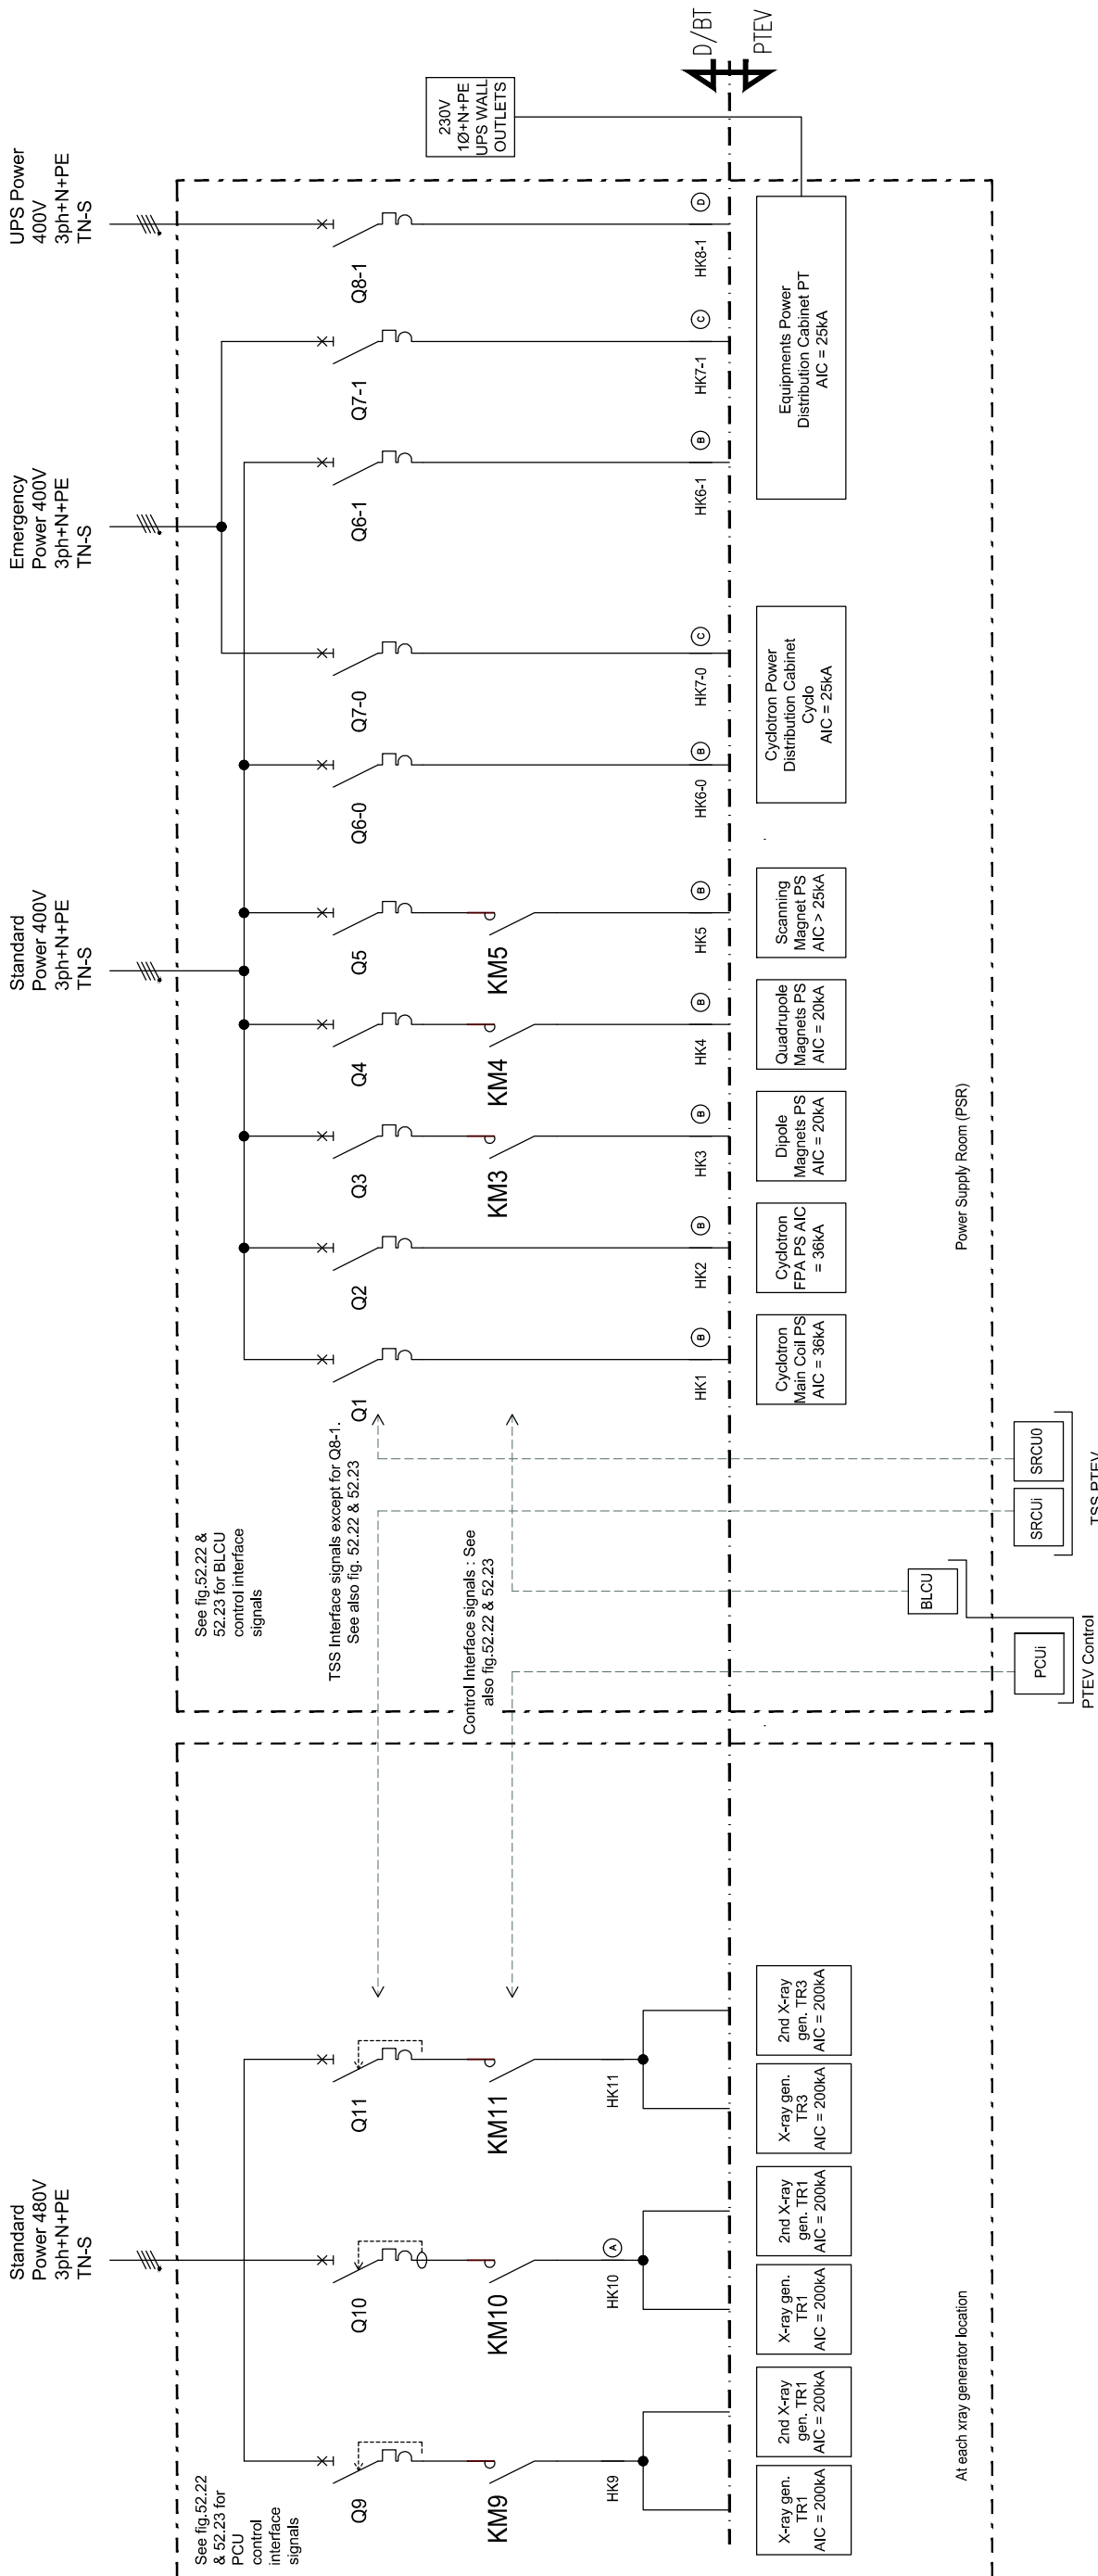 Standard
Power 480V
3ph+N+PE
TN-S
Standard
Power 400V
3ph+N+PE
TN-S
Emergency
Power 400V
3ph+N+PE
TN-S
UPS Power
400V
3ph+N+PE
TN-S
See fig.52.22
& 52.23 for
PCU
control
interface
signals
Q9
Q10
Q11
KM9
KM10
KM11
HK9
HK10
A
HK11
X-ray gen.
TR1
AIC = 200kA
2nd X-ray
gen. TR1
AIC = 200kA
X-ray gen.
TR1
AIC = 200kA
2nd X-ray
gen. TR1
AIC = 200kA
X-ray gen.
TR3
AIC = 200kA
2nd X-ray
gen. TR3
AIC = 200kA
At each xray generator location
See fig.52.22 &
52.23 for BLCU
control interface
signals
TSS Interface signals except for Q8-1.
See also fig. 52.22 & 52.23
Control Interface signals : See
also fig.52.22 & 52.23
Q1
Q2
Q3
Q4
Q5
Q6-0
Q7-0
Q6-1
Q7-1
Q8-1
KM3
KM4
KM5
HK1
B
HK2
B
HK3
B
HK4
B
HK5
B
HK6-0
B
HK7-0
C
HK6-1
B
HK7-1
C
HK8-1
D
230V
1Ø+N+PE
UPS WALL
OUTLETS
D/BT
PTEV
Cyclotron
Main Coil PS
AIC = 36kA
Cyclotron
FPA PS AIC
= 36kA
Dipole
Magnets PS
AIC = 20kA
Quadrupole
Magnets PS
AIC = 20kA
Scanning
Magnet PS
AIC > 25kA
Cyclotron Power
Distribution Cabinet
Cyclo
AIC = 25kA
Equipments Power
Distribution Cabinet PT
AIC = 25kA
Power Supply Room (PSR)
PCUi
BLCU
PTEV Control
SRCUi
SRCU0
TSS PTEV